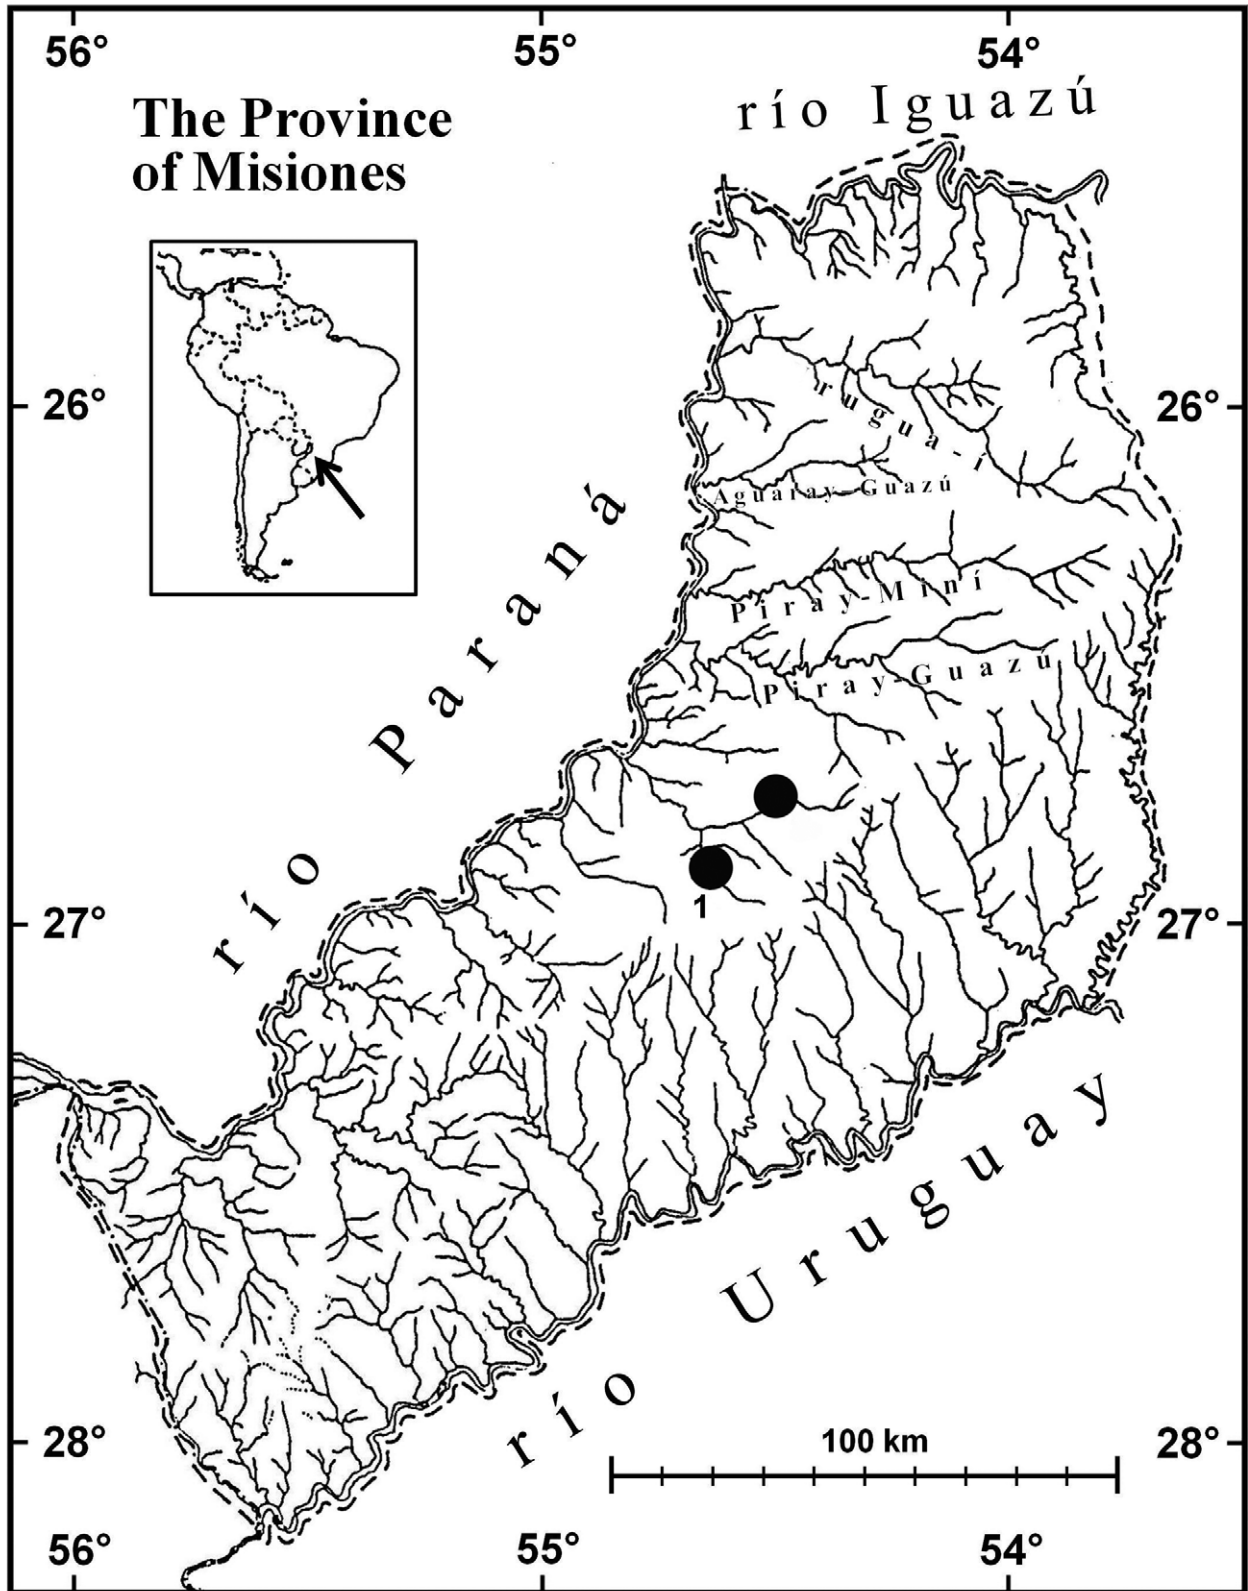 56° 55° 54°
río Iguazú
The Province
of Misiones
26° 26°
rugua-í
Aguaray-Guazú
río Paraná
Piray-Miní
Piray-Guazú
1
27° 27°
río Uruguay
100 km
28° 28°
56° 55° 54°